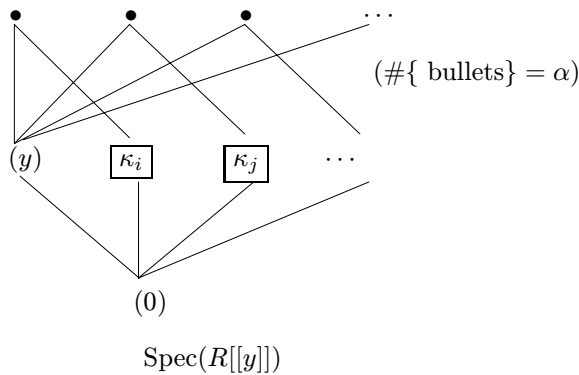 • • • ⋯
(#{ bullets} = α)
(y) κ_i κ_j ⋯
(0)
Spec(R[[y]])